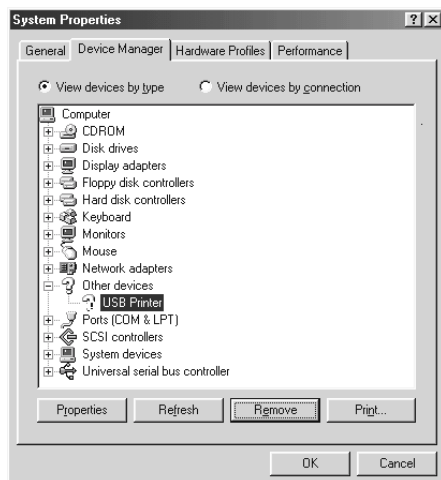 System Properties
General Device Manager Hardware Profiles Performance
View devices by type View devices by connection
Computer
CDROM
Disk drives
Display adapters
Floppy disk controllers
Hard disk controllers
Keyboard
Monitors
Mouse
Network adapters
Other devices
USB Printer
Ports (COM & LPT)
SCSI controllers
System devices
Universal serial bus controller
Properties Refresh Remove Print...
OK Cancel